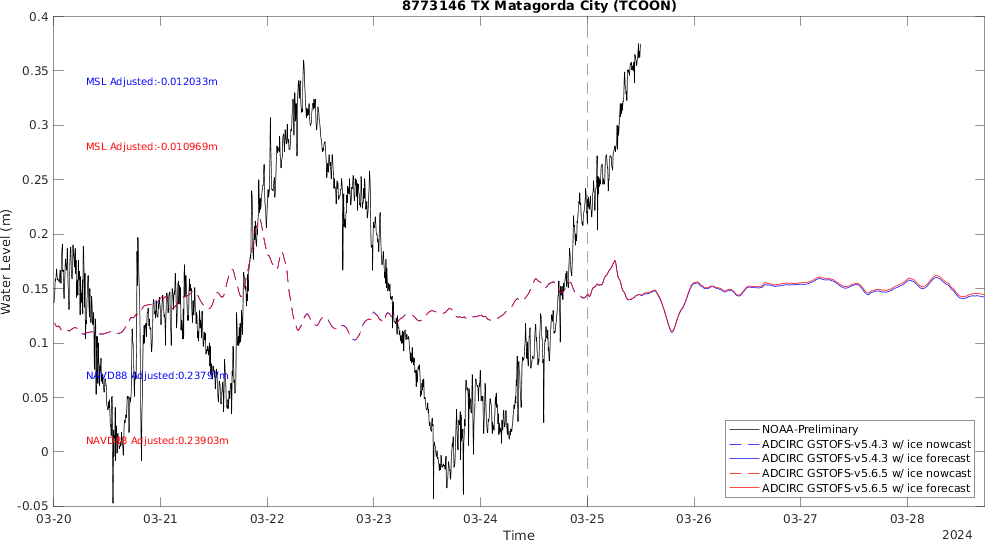 8773146 TX Matagorda City (TCOON)
0.4
0.35
0.3
0.25
0.2
0.15
0.1
0.05
0
-0.05
Water Level (m)
MSL Adjusted:-0.012033m
MSL Adjusted:-0.010969m
NAVD88 Adjusted:0.23797m
NAVD88 Adjusted:0.23903m
NOAA-Preliminary
ADCIRC GSTOFS-v5.4.3 w/ ice nowcast
ADCIRC GSTOFS-v5.4.3 w/ ice forecast
ADCIRC GSTOFS-v5.6.5 w/ ice nowcast
ADCIRC GSTOFS-v5.6.5 w/ ice forecast
03-20 03-21 03-22 03-23 03-24 03-25 03-26 03-27 03-28
Time
2024